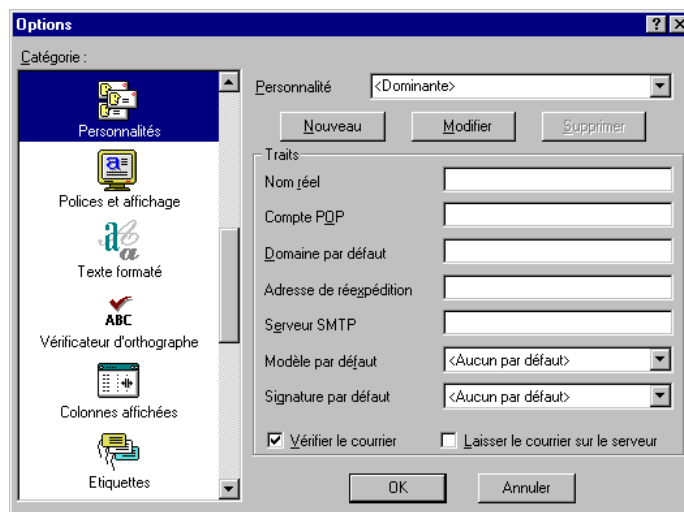 Options
Catégorie :
Personnalités
Polices et affichage
Texte formaté
ABC
Vérificateur d'orthographe
Colonnes affichées
Etiquettes
Personnalité
<Dominante>
Nouveau
Modifier
Supprimer
Traits
Nom réel
Compte POP
Domaine par défaut
Adresse de réexpédition
Serveur SMTP
Modèle par défaut
<Aucun par défaut>
Signature par défaut
<Aucun par défaut>
Vérifier le courrier
Laisser le courrier sur le serveur
OK
Annuler